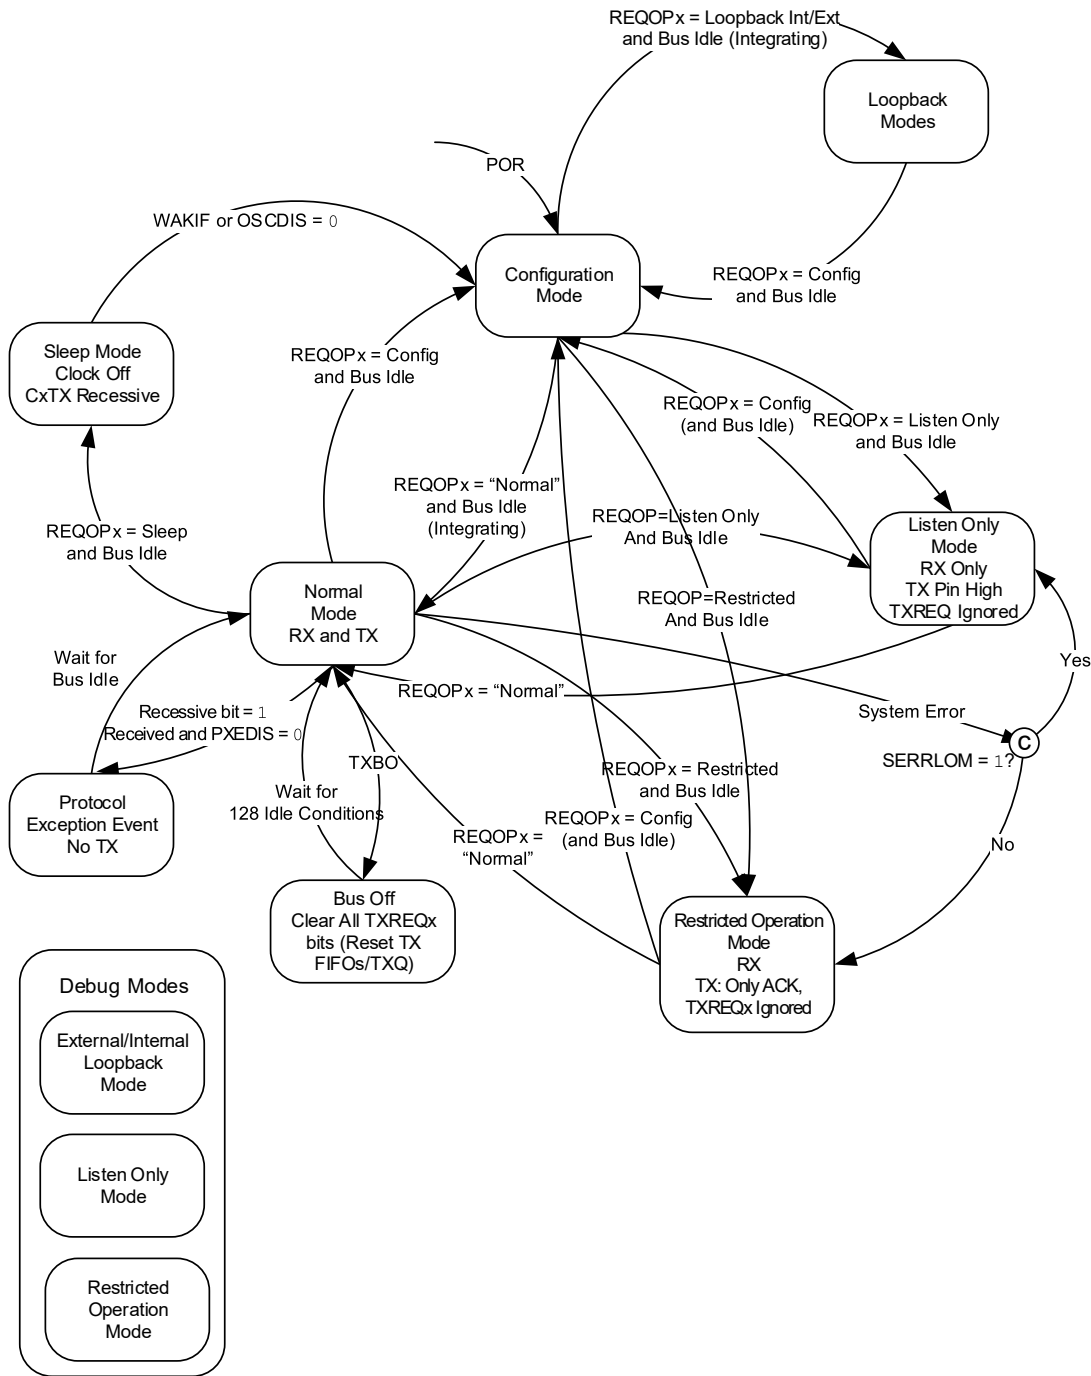 REQOPx = Loopback Int/Ext
and Bus Idle (Integrating)
Loopback
Modes
POR
WAKIF or OSCDIS = 0
Configuration
Mode
REQOPx = Config
and Bus Idle
Sleep Mode
Clock Off
CxTX Recessive
REQOPx = Config
and Bus Idle
REQOPx = Config
(and Bus Idle)
REQOPx = Listen Only
and Bus Idle
REQOPx = “Normal”
and Bus Idle
(Integrating)
REQOP=Listen Only
And Bus Idle
Listen Only
Mode
RX Only
TX Pin High
TXREQ Ignored
REQOPx = Sleep
and Bus Idle
Normal
Mode
RX and TX
REQOP=Restricted
And Bus Idle
Wait for
Bus Idle
Yes
REQOPx = “Normal”
Recessive bit = 1
Received and PXEDIS = 0
System Error
C
SERRLOM = 1?
TXBO
REQOPx = Restricted
and Bus Idle
Protocol
Exception Event
No TX
Wait for
128 Idle Conditions
REQOPx = Config
(and Bus Idle)
REQOPx =
“Normal”
No
Bus Off
Clear All TXREQx
bits (Reset TX
FIFOs/TXQ)
Restricted Operation
Mode
RX
TX: Only ACK,
TXREQx Ignored
Debug Modes
External/Internal
Loopback
Mode
Listen Only
Mode
Restricted
Operation
Mode